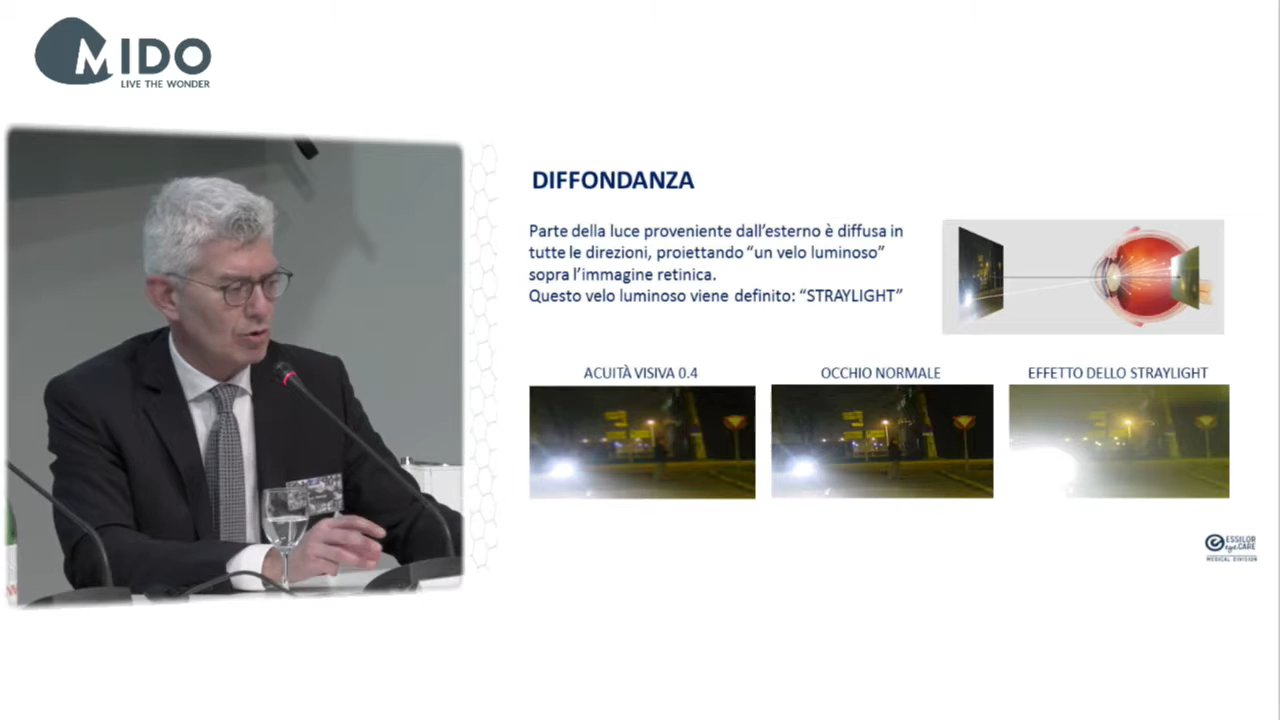 MIDO
LIVE THE WONDER
DIFFONDANZA
Parte della luce proveniente dall’esterno è diffusa in
tutte le direzioni, proiettando “un velo luminoso”
sopra l’immagine retinica.
Questo velo luminoso viene definito: “STRAYLIGHT”
ACUITÀ VISIVA 0.4
OCCHIO NORMALE
EFFETTO DELLO STRAYLIGHT
ESSILOR
eye CARE
MEDICAL DIVISION